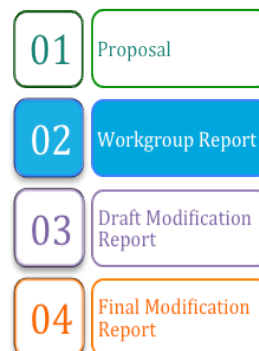 01 Proposal
02 Workgroup Report
03 Draft Modification
Report
04 Final Modification
Report